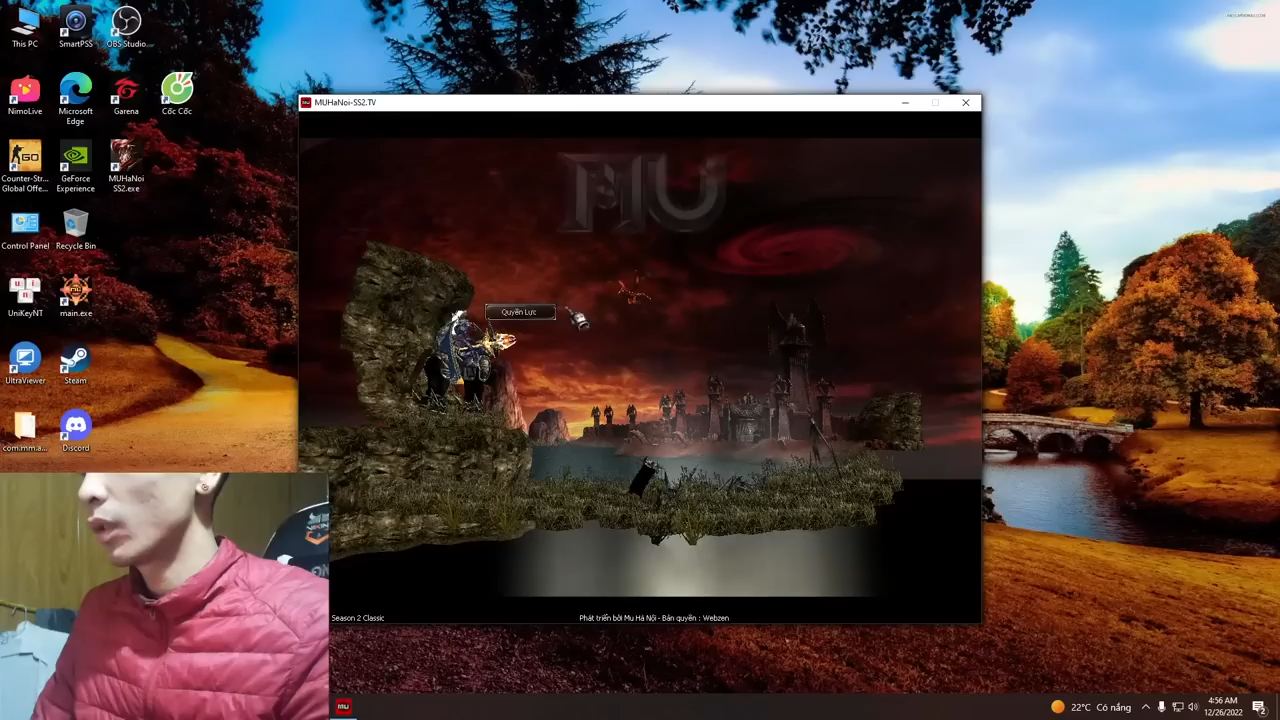 This PC
SmartPSS
OBS Studio...
NimoLive
Microsoft
Edge
Garena
Cốc Cốc
Counter-Str...
Global Offe...
GeForce
Experience
MUHaNoi
SS2.exe
Control Panel
Recycle Bin
UniKeyNT
main.exe
UltraViewer
Steam
com.mm.a...
Discord
MUHaNoi-SS2.TV
MU
Quyền Lực
Season 2 Classic
Phát triển bởi Mu Hà Nội - Bản quyền : Webzen
22°C Có nắng
4:56 AM
12/26/2022